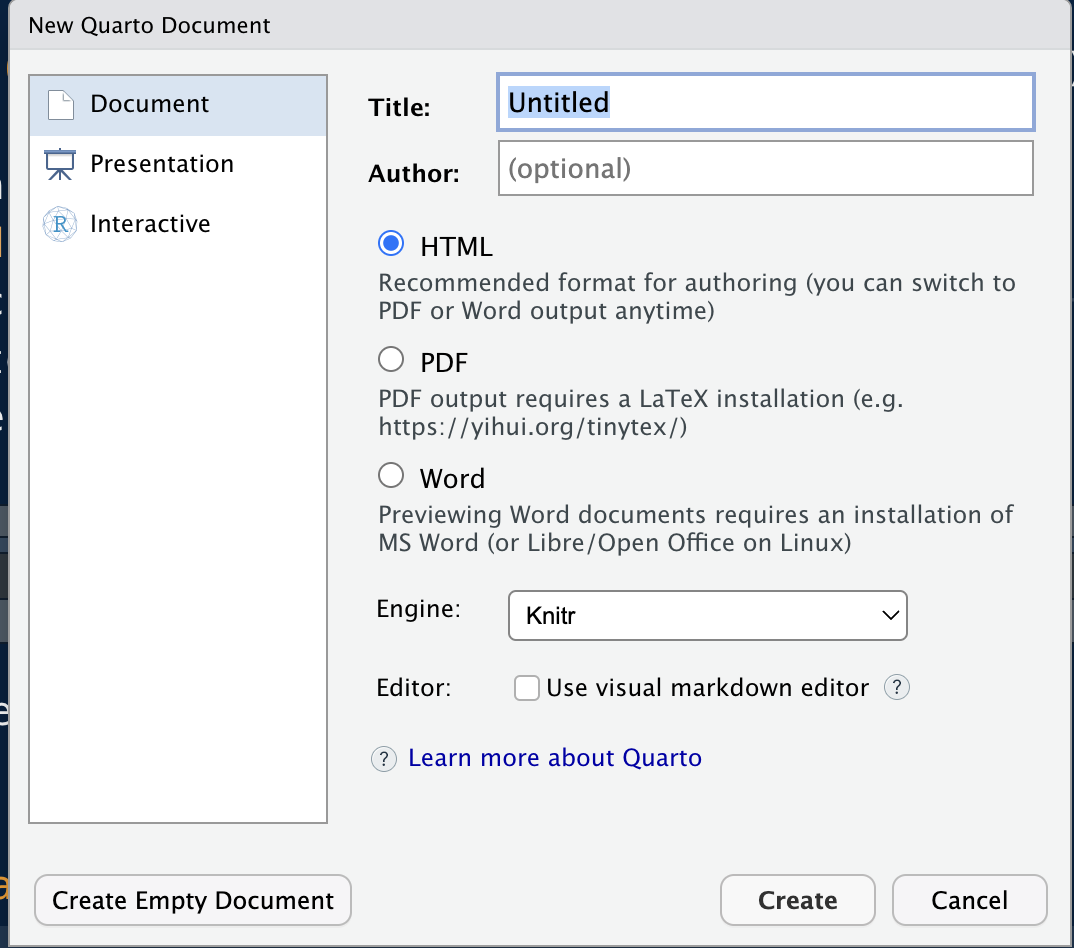 New Quarto Document
Document
Presentation
R Interactive
Title: Untitled
Author: (optional)
HTML
Recommended format for authoring (you can switch to
PDF or Word output anytime)
PDF
PDF output requires a LaTeX installation (e.g.
https://yihui.org/tinytex/)
Word
Previewing Word documents requires an installation of
MS Word (or Libre/Open Office on Linux)
Engine: Knitr
Editor: Use visual markdown editor ?
? Learn more about Quarto
Create Empty Document Create Cancel